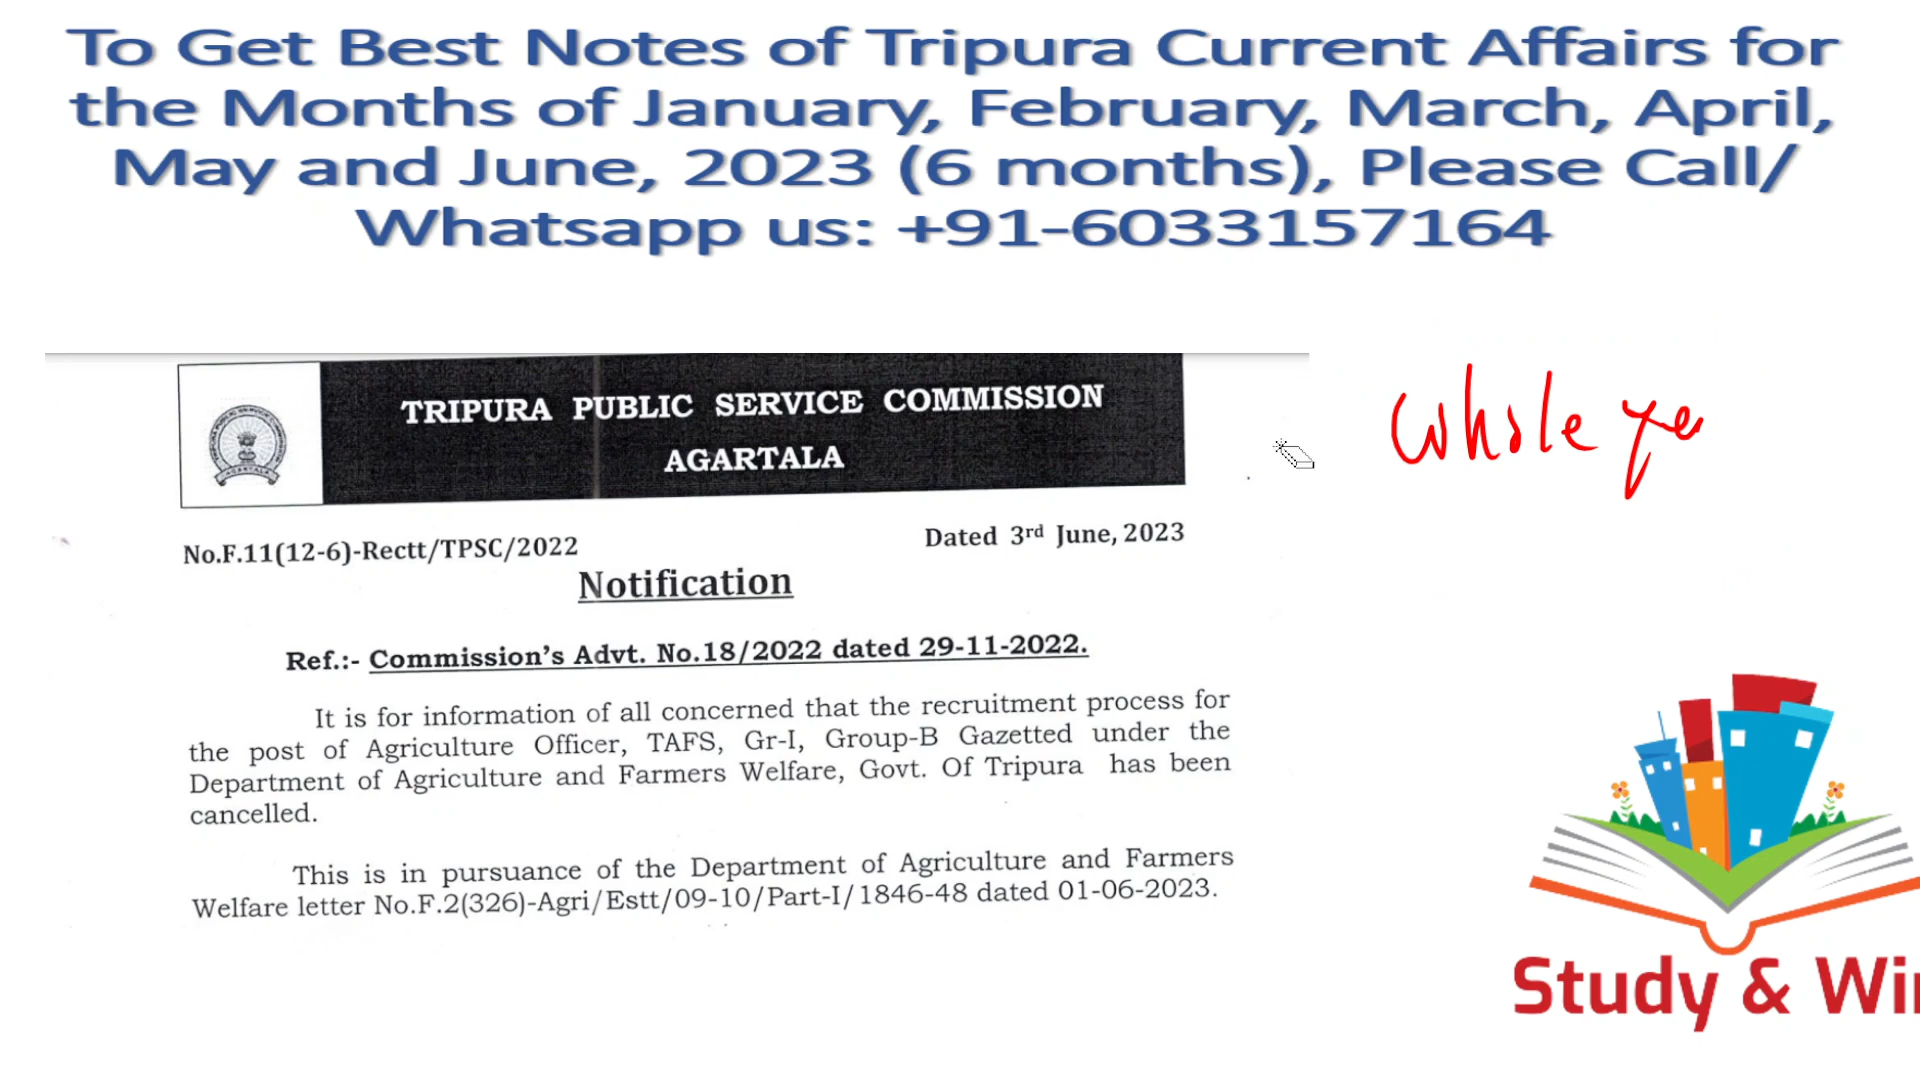 To Get Best Notes of Tripura Current Affairs for
the Months of January, February, March, April,
May and June, 2023 (6 months), Please Call/
Whatsapp us: +91-6033157164
TRIPURA PUBLIC SERVICE COMMISSION
AGARTALA
whole ye
No.F.11(12-6)-Rectt/TPSC/2022
Dated 3rd June, 2023
Notification
Ref.:- Commission's Advt. No.18/2022 dated 29-11-2022.
It is for information of all concerned that the recruitment process for
the post of Agriculture Officer, TAFS, Gr-I, Group-B Gazetted under the
Department of Agriculture and Farmers Welfare, Govt. Of Tripura has been
cancelled.
This is in pursuance of the Department of Agriculture and Farmers
Welfare letter No.F.2(326)-Agri/Estt/09-10/Part-I/1846-48 dated 01-06-2023.
Study & Wi